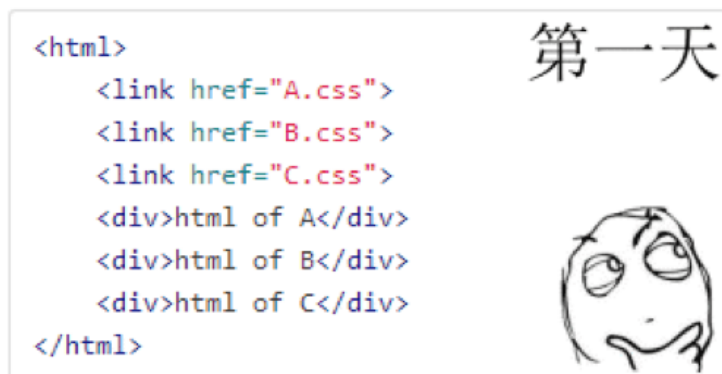 <html>
第一天
<link href="A.css">
<link href="B.css">
<link href="C.css">
<div>html of A</div>
<div>html of B</div>
<div>html of C</div>
</html>